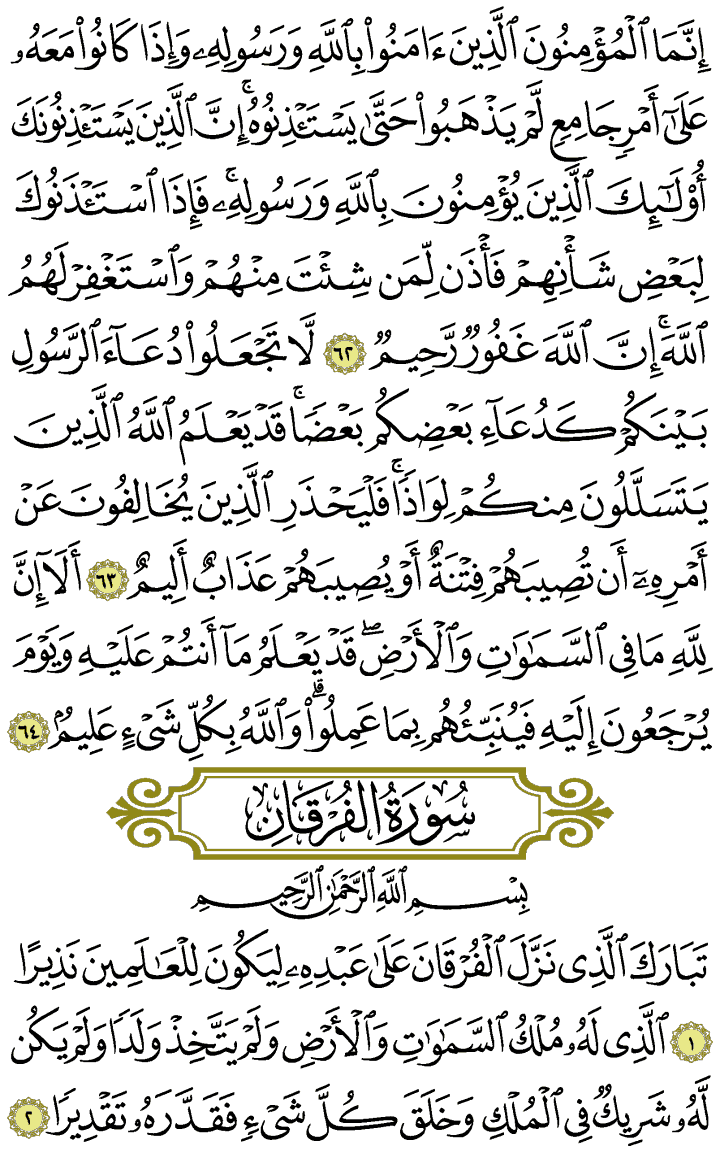 إِنَّمَا ٱلْمُؤْمِنُونَ ٱلَّذِينَ ءَامَنُوا۟ بِٱللَّهِ وَرَسُولِهِۦ وَإِذَا كَانُوا۟ مَعَهُۥ
عَلَىٰٓ أَمْرٍ جَامِعٍ لَّمْ يَذْهَبُوا۟ حَتَّىٰ يَسْتَـْٔذِنُوهُ ۚ إِنَّ ٱلَّذِينَ يَسْتَـْٔذِنُونَكَ
أُو۟لَـٰٓئِكَ ٱلَّذِينَ يُؤْمِنُونَ بِٱللَّهِ وَرَسُولِهِۦ ۚ فَإِذَا ٱسْتَـْٔذَنُوكَ
لِبَعْضِ شَأْنِهِمْ فَأْذَن لِّمَن شِئْتَ مِنْهُمْ وَٱسْتَغْفِرْ لَهُمُ
ٱللَّهَ ۚ إِنَّ ٱللَّهَ غَفُورٌ رَّحِيمٌ ٦٢ لَّا تَجْعَلُوا۟ دُعَآءَ ٱلرَّسُولِ
بَيْنَكُمْ كَدُعَآءِ بَعْضِكُم بَعْضًا ۚ قَدْ يَعْلَمُ ٱللَّهُ ٱلَّذِينَ
يَتَسَلَّلُونَ مِنكُمْ لِوَاذًا ۚ فَلْيَحْذَرِ ٱلَّذِينَ يُخَالِفُونَ عَنْ
أَمْرِهِۦٓ أَن تُصِيبَهُمْ فِتْنَةٌ أَوْ يُصِيبَهُمْ عَذَابٌ أَلِيمٌ ٦٣ أَلَآ إِنَّ
لِلَّهِ مَا فِى ٱلسَّمَـٰوَٰتِ وَٱلْأَرْضِ ۖ قَدْ يَعْلَمُ مَآ أَنتُمْ عَلَيْهِ وَيَوْمَ
يُرْجَعُونَ إِلَيْهِ فَيُنَبِّئُهُم بِمَا عَمِلُوا۟ ۗ وَٱللَّهُ بِكُلِّ شَىْءٍ عَلِيمٌۢ ٦٤
سُورَةُ الفُرْقَانِ
بِسْمِ ٱللَّهِ ٱلرَّحْمَـٰنِ ٱلرَّحِيمِ
تَبَارَكَ ٱلَّذِى نَزَّلَ ٱلْفُرْقَانَ عَلَىٰ عَبْدِهِۦ لِيَكُونَ لِلْعَـٰلَمِينَ نَذِيرًا
١ ٱلَّذِى لَهُۥ مُلْكُ ٱلسَّمَـٰوَٰتِ وَٱلْأَرْضِ وَلَمْ يَتَّخِذْ وَلَدًا وَلَمْ يَكُن
لَّهُۥ شَرِيكٌ فِى ٱلْمُلْكِ وَخَلَقَ كُلَّ شَىْءٍ فَقَدَّرَهُۥ تَقْدِيرًا ٢